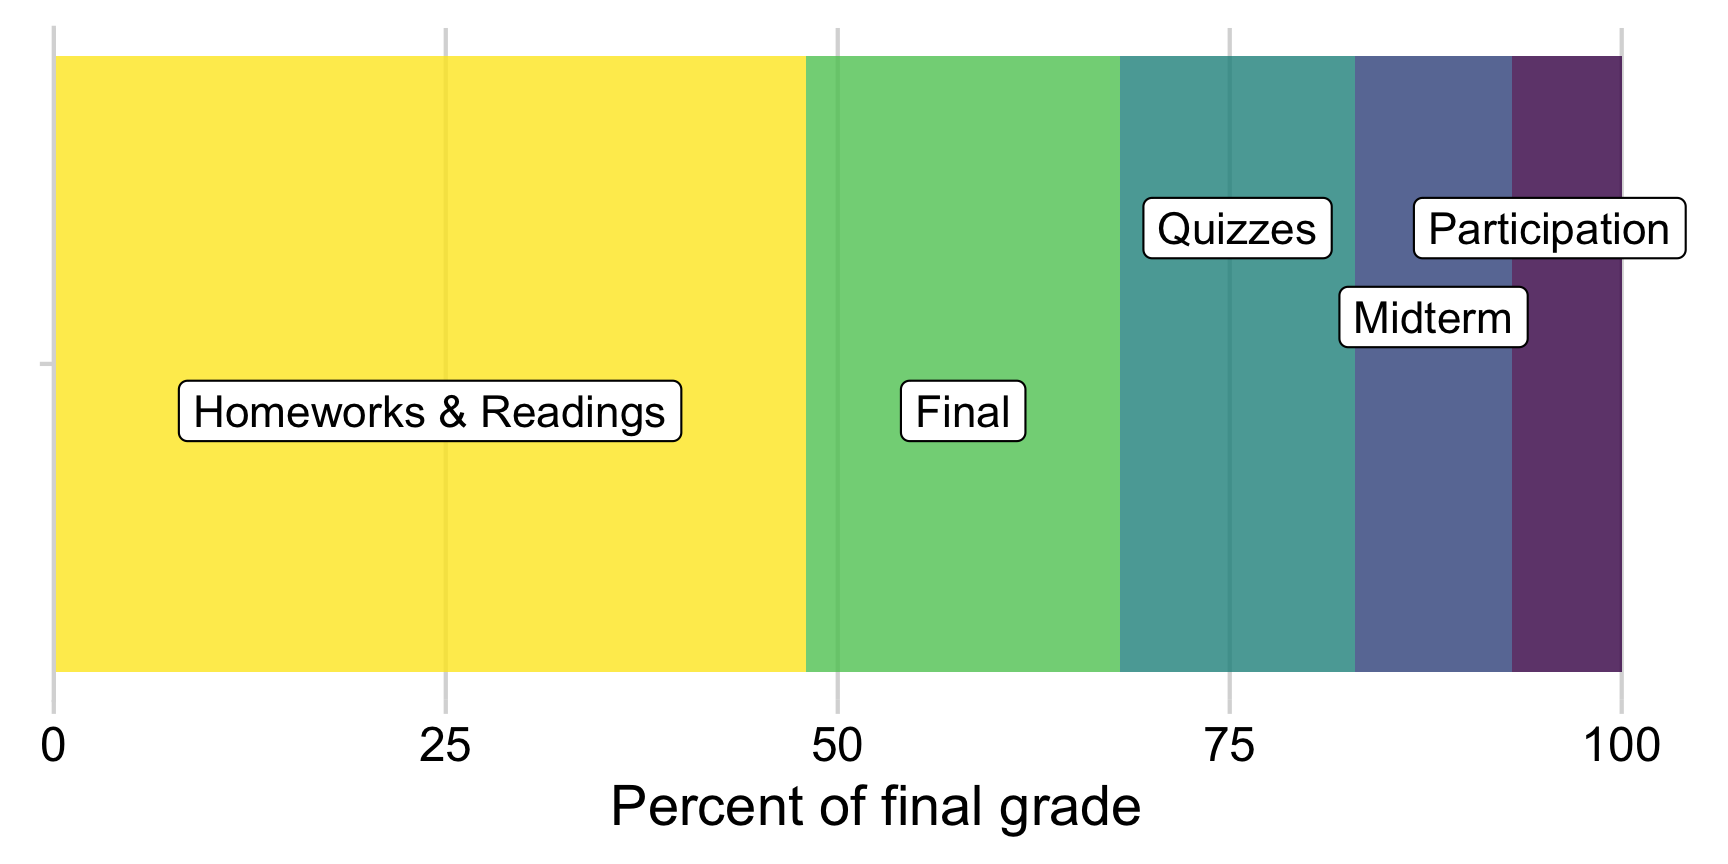 Quizzes
Participation
Midterm
Homeworks & Readings
Final
0
25
50
75
100
Percent of final grade